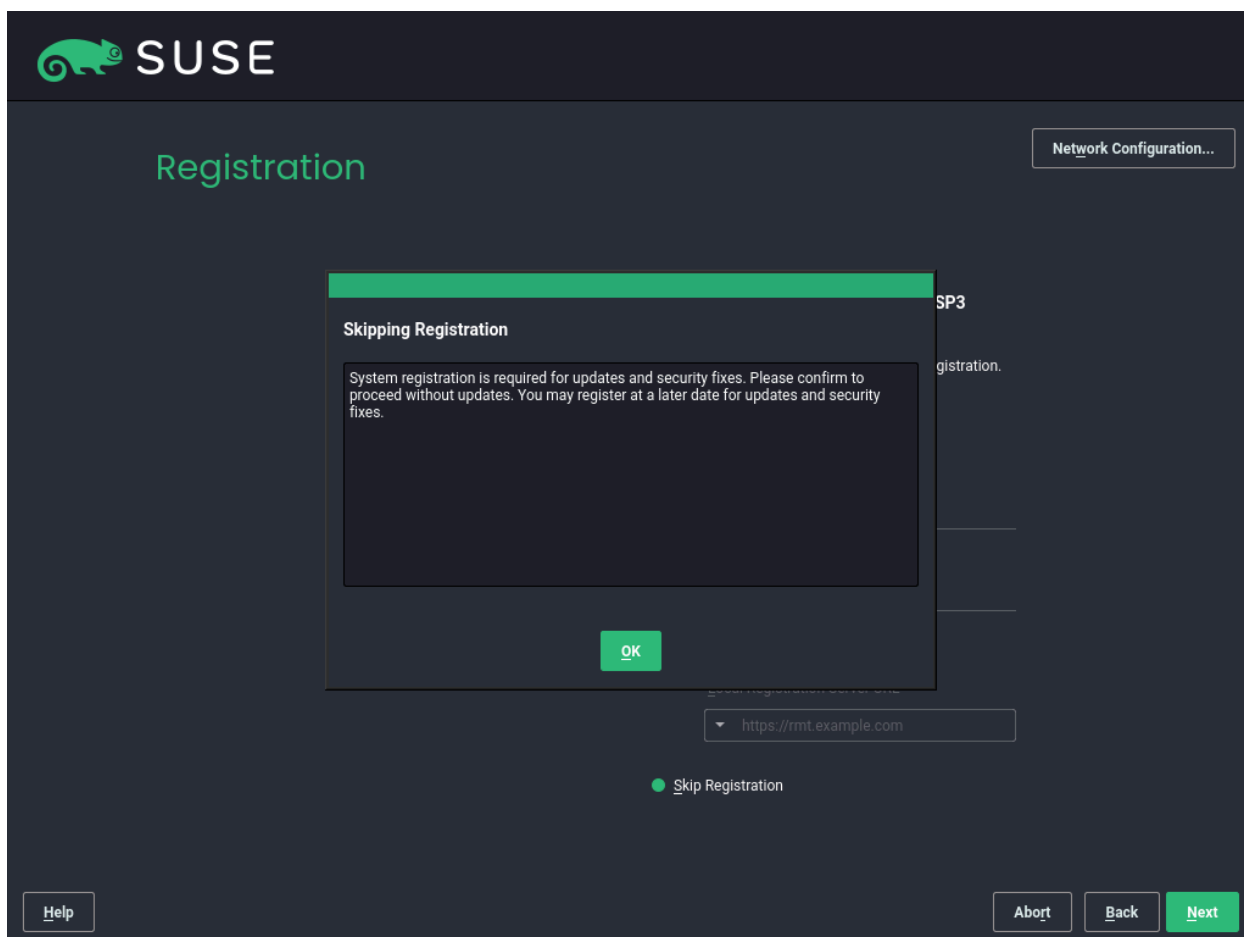 SUSE
Network Configuration...
Registration
SP3
Skipping Registration
gistration.
System registration is required for updates and security fixes. Please confirm to
proceed without updates. You may register at a later date for updates and security
fixes.
OK
https://rmt.example.com
Skip Registration
Help
Abort
Back
Next